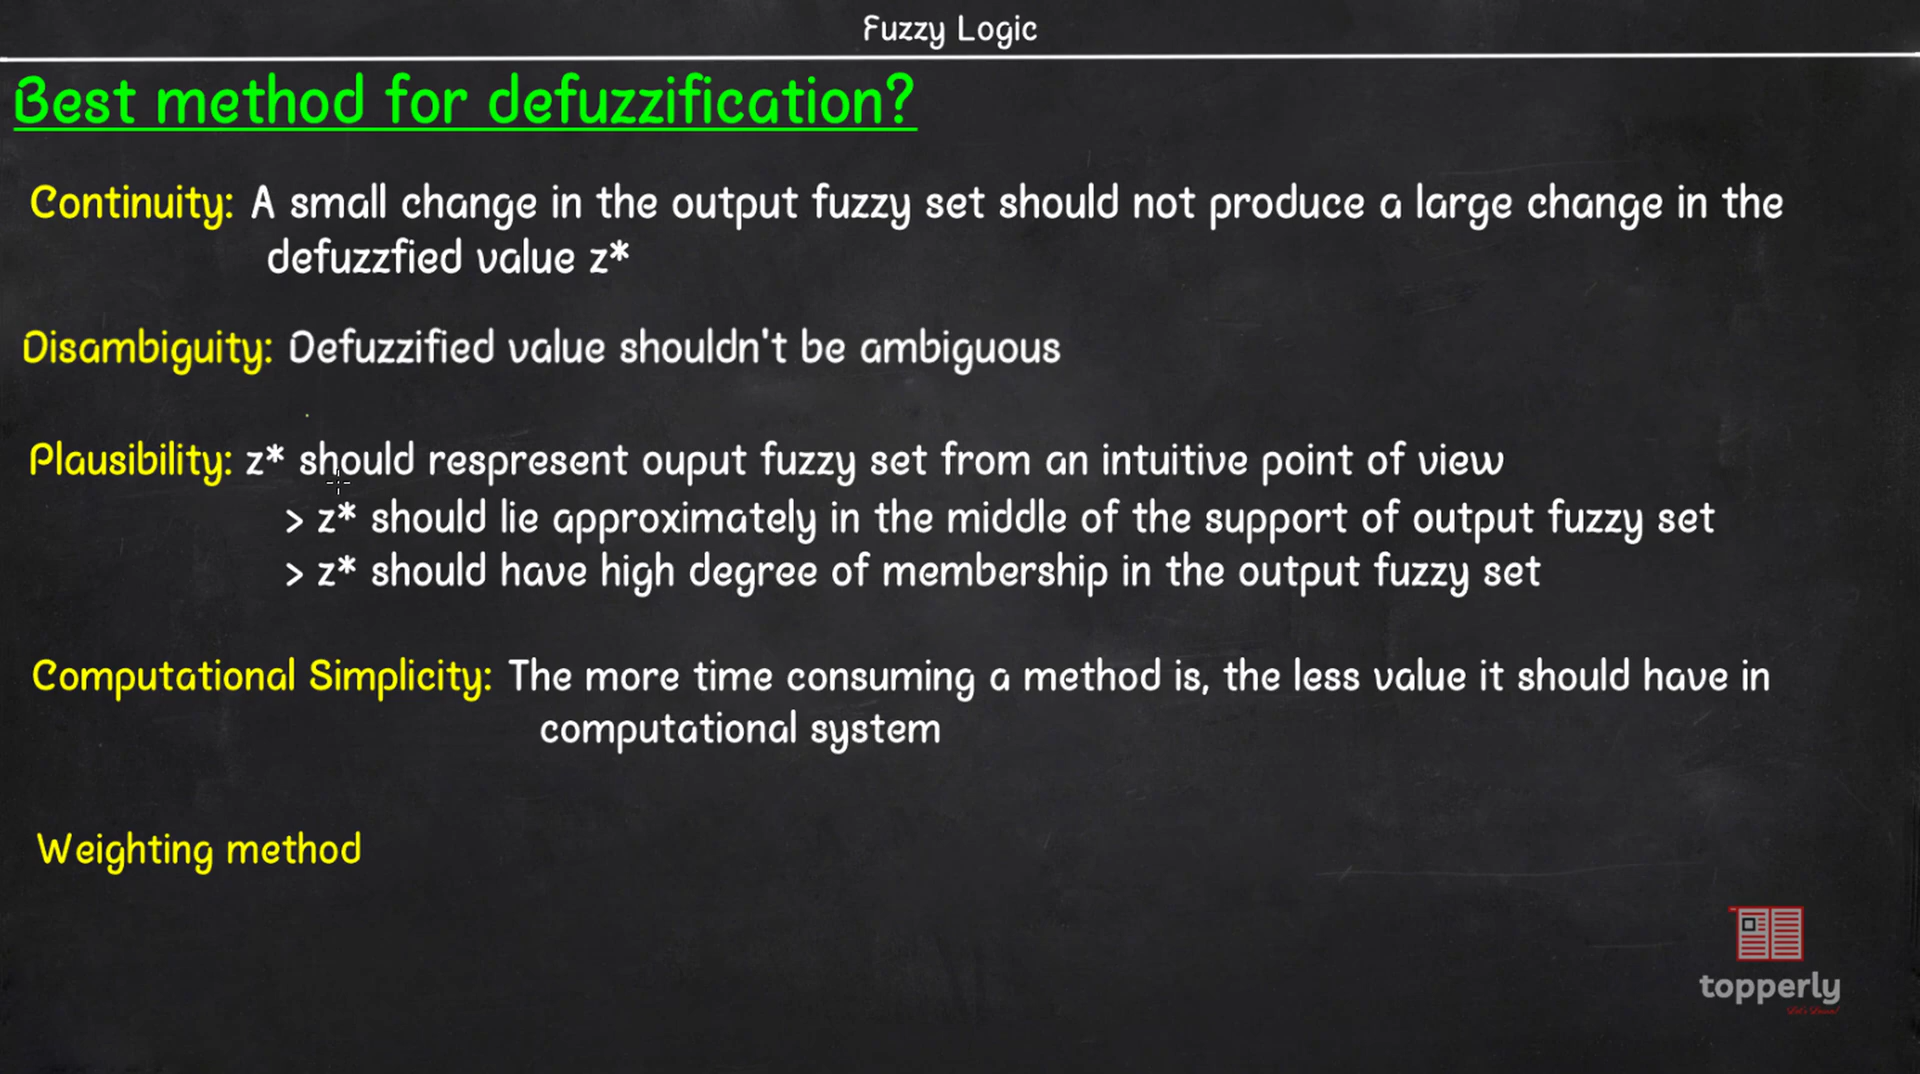 Fuzzy Logic
Best method for defuzzification?
Continuity: A small change in the output fuzzy set should not produce a large change in the
defuzzfied value z*
Disambiguity: Defuzzified value shouldn't be ambiguous
Plausibility: z* should respresent ouput fuzzy set from an intuitive point of view
> z* should lie approximately in the middle of the support of output fuzzy set
> z* should have high degree of membership in the output fuzzy set
Computational Simplicity: The more time consuming a method is, the less value it should have in
computational system
Weighting method
topperly
Let's Learn!